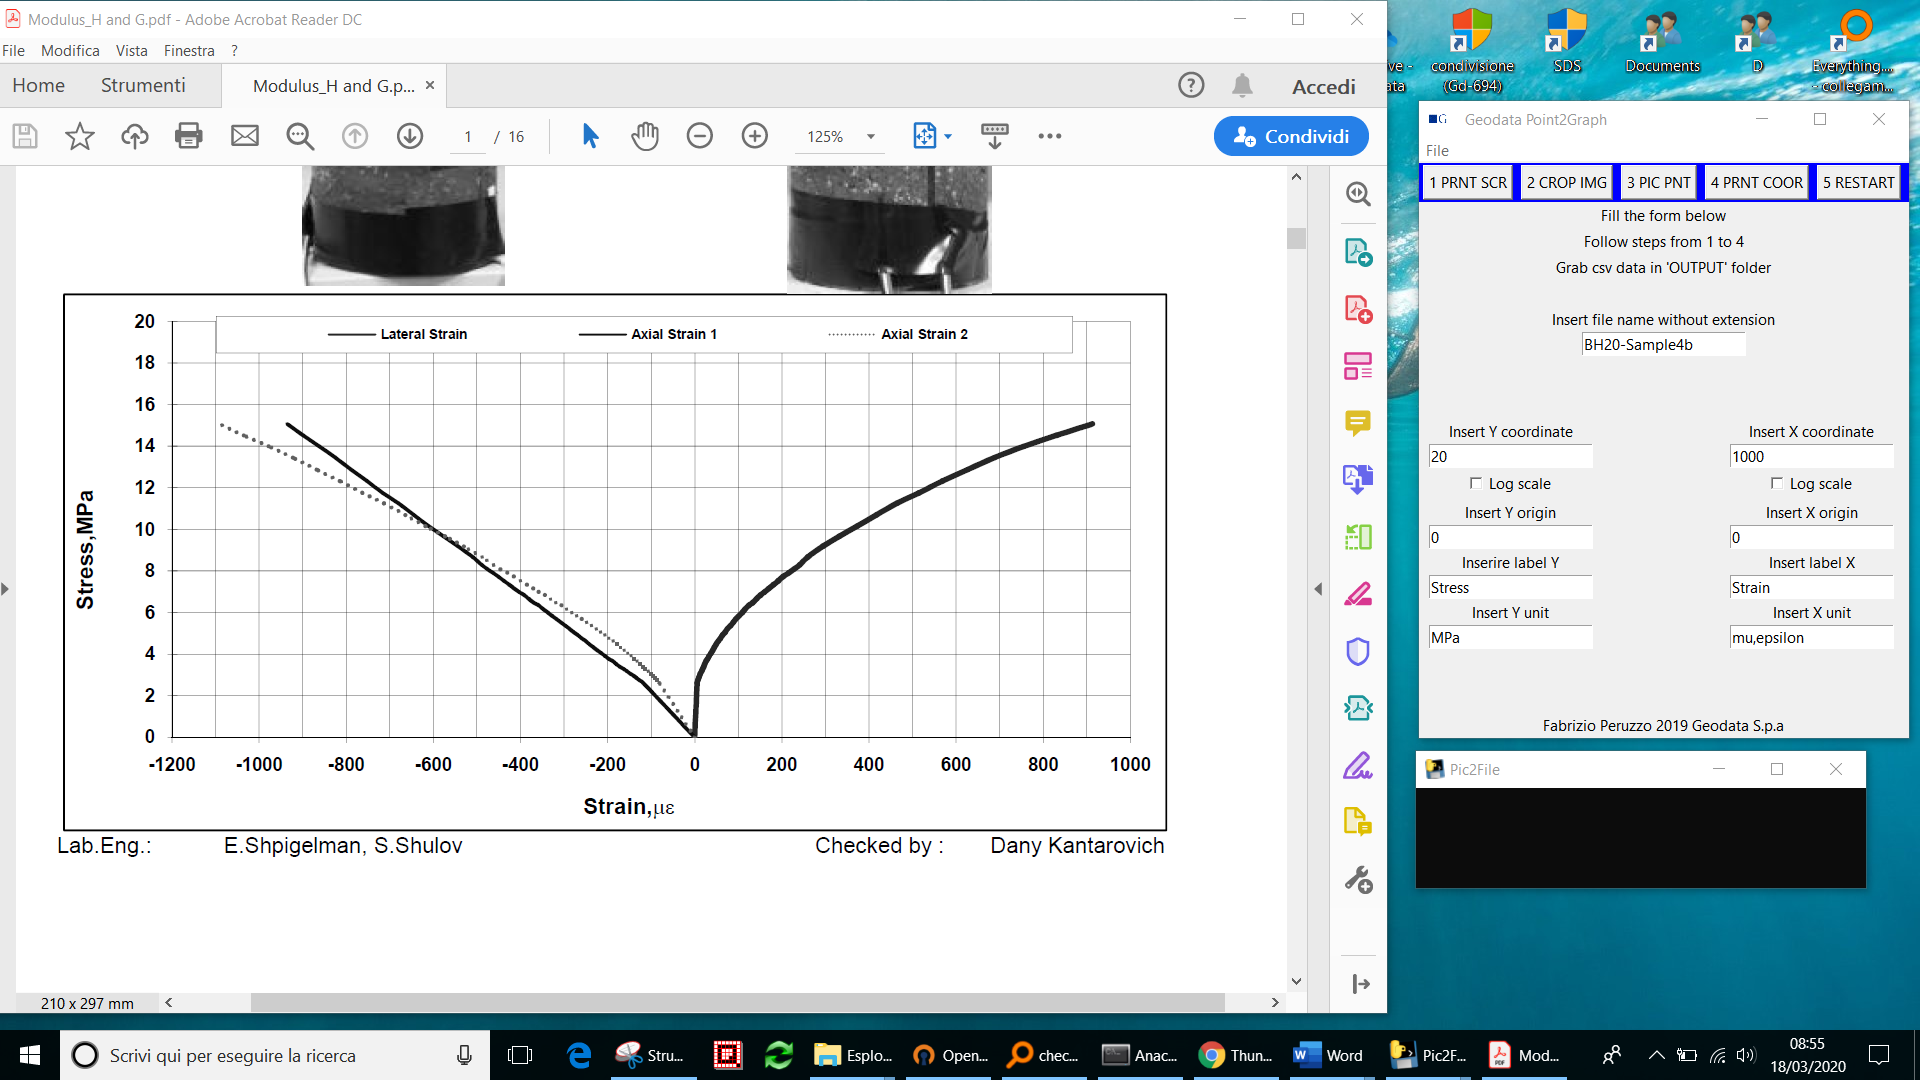 Modulus_H and G.pdf - Adobe Acrobat Reader DC
File Modifica Vista Finestra ?
Home Strumenti Modulus_H and G.p... × Accedi
1 / 16 125% Condividi
20
18
16
14
12
10
8
6
4
2
0
Stress,MPa
Lateral Strain Axial Strain 1 Axial Strain 2
-1200 -1000 -800 -600 -400 -200 0 200 400 600 800 1000
Strain,με
Lab.Eng.: E.Shpigelman, S.Shulov Checked by : Dany Kantarovich
210 x 297 mm
ve - condivisione SDS Documents D Everything....
ata (Gd-694) - collegam...
G Geodata Point2Graph
File
1 PRNT SCR 2 CROP IMG 3 PIC PNT 4 PRNT COOR 5 RESTART
Fill the form below
Follow steps from 1 to 4
Grab csv data in 'OUTPUT' folder
Insert file name without extension
BH20-Sample4b
Insert Y coordinate Insert X coordinate
20 1000
Log scale Log scale
Insert Y origin Insert X origin
0 0
Inserire label Y Insert label X
Stress Strain
Insert Y unit Insert X unit
MPa mu,epsilon
Fabrizio Peruzzo 2019 Geodata S.p.a
Pic2File
Scrivi qui per eseguire la ricerca Stru... Esplo... Open... chec... Anac... Thun... Word Pic2F... Mod... 08:55
18/03/2020